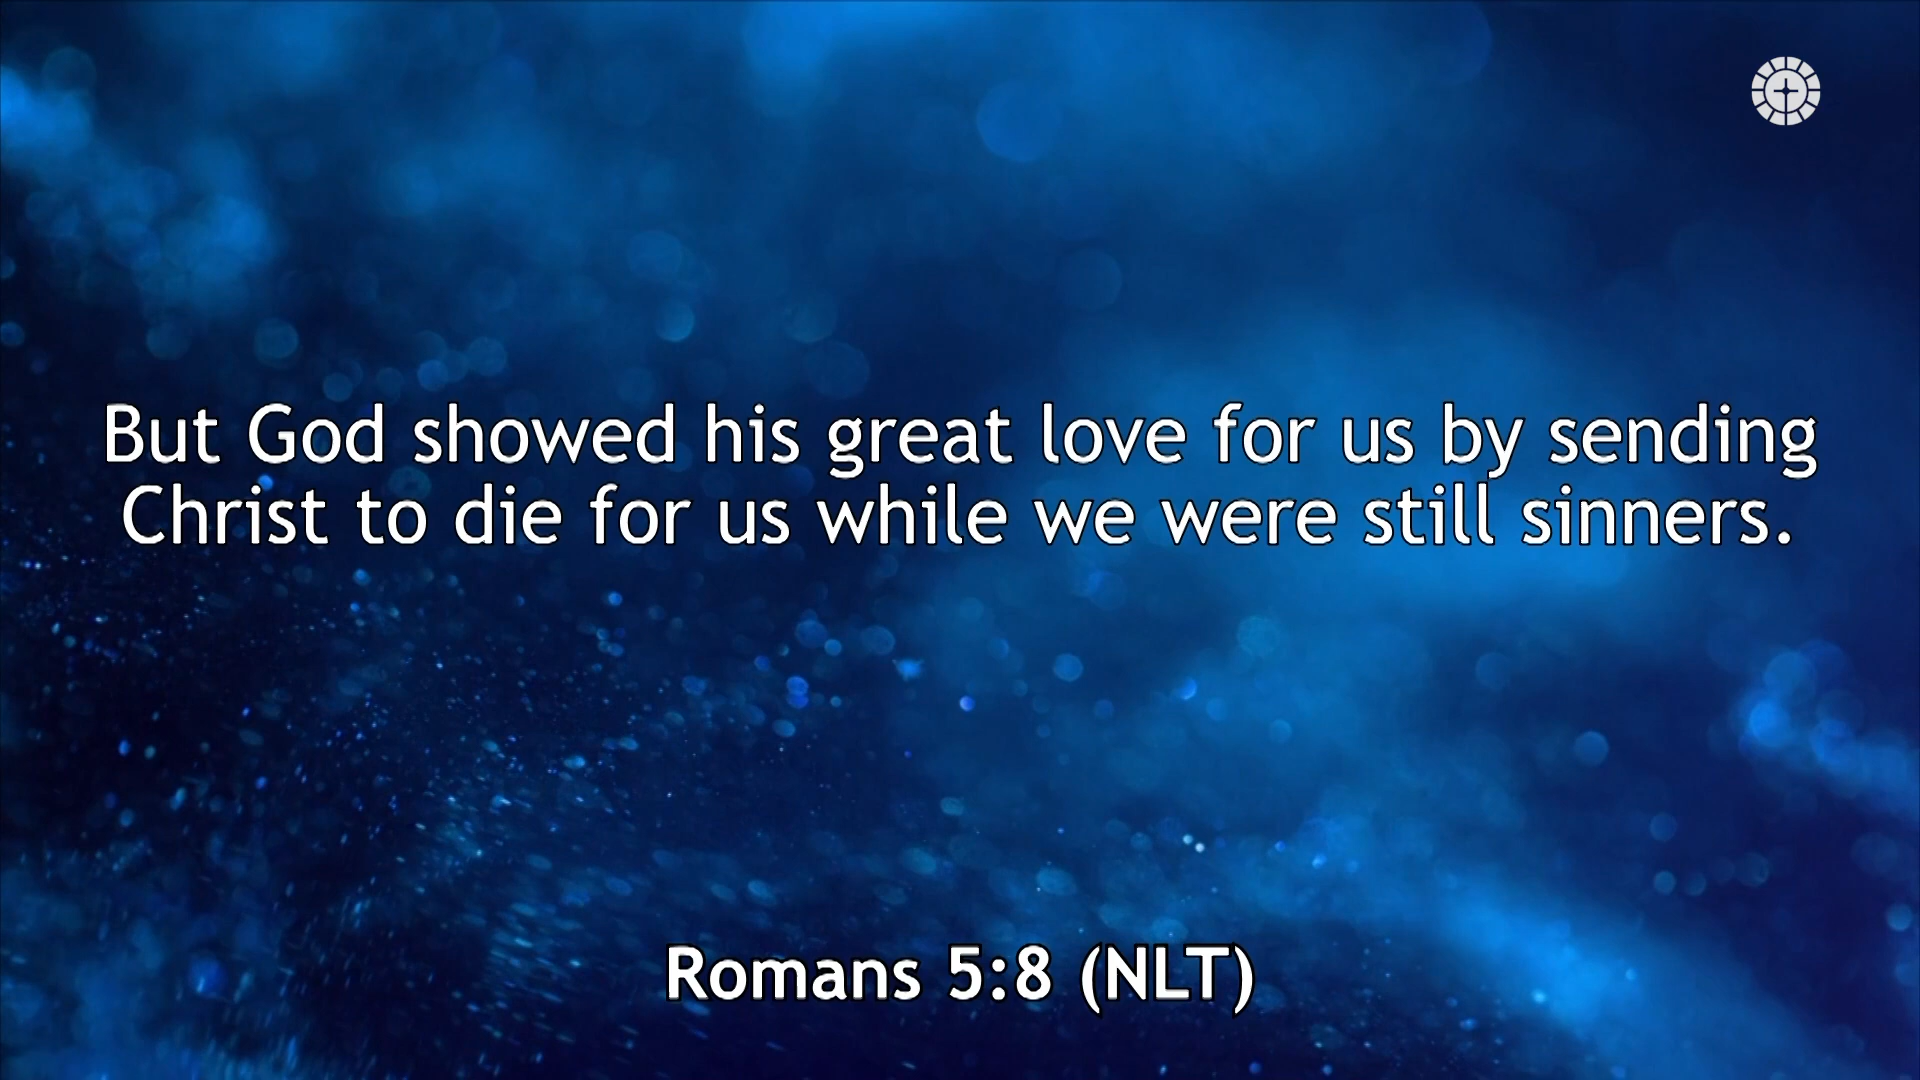 But God showed his great love for us by sending
Christ to die for us while we were still sinners.
Romans 5:8 (NLT)